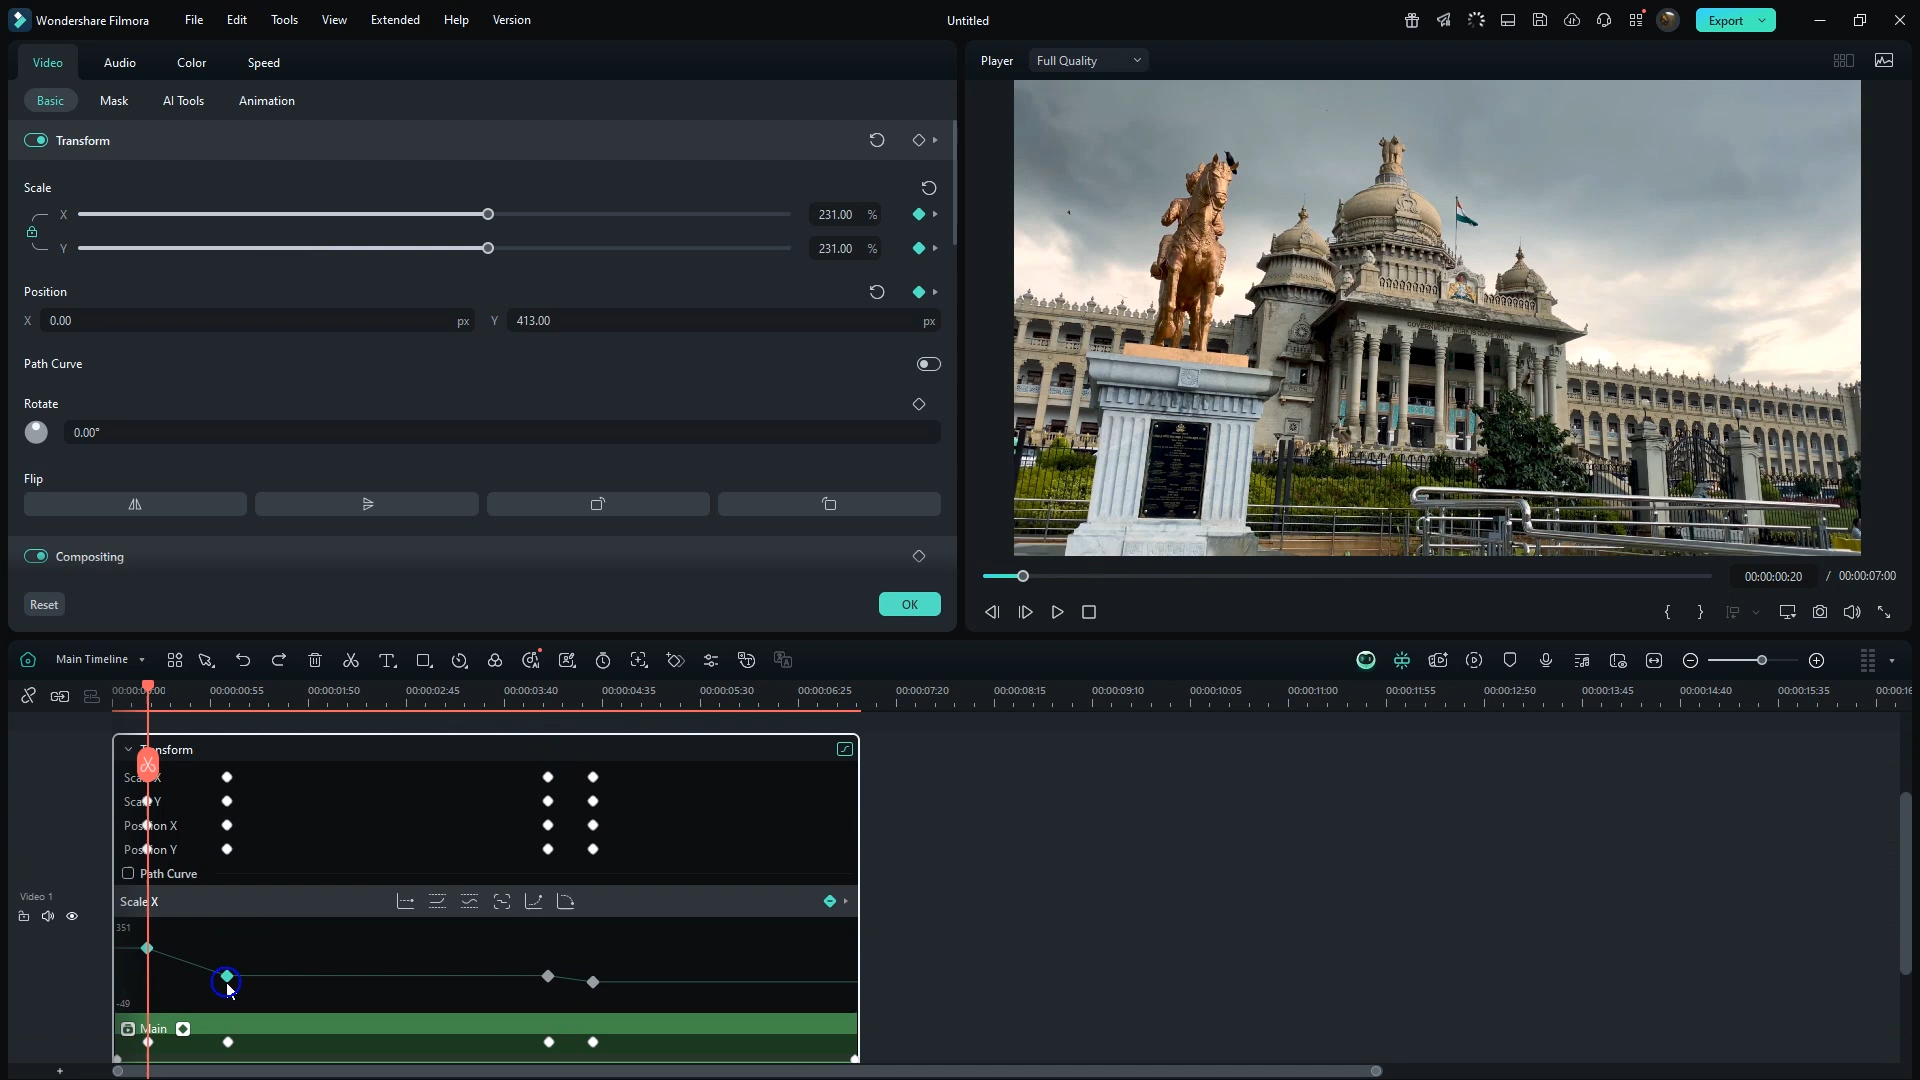 Wondershare Filmora
File
Edit
Tools
View
Extended
Help
Version
Untitled
Export
Video
Audio
Color
Speed
Player
Full Quality
Basic
Mask
AI Tools
Animation
Transform
Scale
X
231.00 %
Y
231.00 %
Position
X 0.00 px
Y 413.00 px
Path Curve
Rotate
0.00°
Flip
Compositing
Reset
OK
00:00:00:20 / 00:00:07:00
Main Timeline
00:00:00:55
00:00:01:50
00:00:02:45
00:00:03:40
00:00:04:35
00:00:05:30
00:00:06:25
00:00:07:20
00:00:08:15
00:00:09:10
00:00:10:05
00:00:11:00
00:00:11:55
00:00:12:50
00:00:13:45
00:00:14:40
00:00:15:35
Path Curve
Video 1
Scale X
351
-49
Main